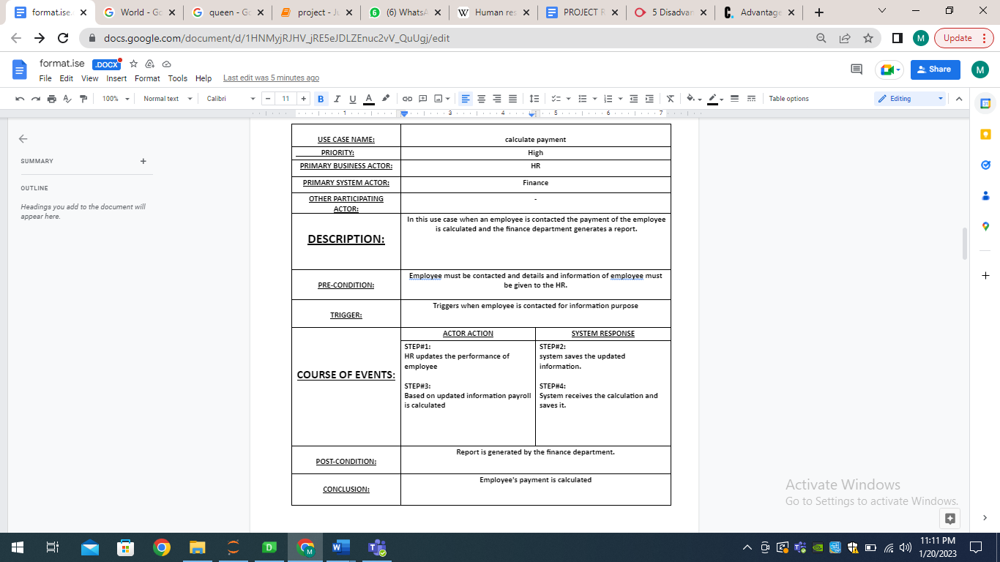 format.ise.
World - Go
queen - Go
project - Ju
(6) WhatsA
Human res
PROJECT R
5 Disadvan
Advantage
docs.google.com/document/d/1HNMyjRJHV_jRE5eJDLZEnuc2vV_QuUgj/edit
M
Update
format.ise .DOCX
File Edit View Insert Format Tools Help Last edit was 5 minutes ago
Share
M
100% Normal text Calibri 11 B I U A Table options Editing
1 3 4 5 6 7
SUMMARY
OUTLINE
Headings you add to the document will
appear here.
USE CASE NAME: calculate payment
PRIORITY: High
PRIMARY BUSINESS ACTOR: HR
PRIMARY SYSTEM ACTOR: Finance
OTHER PARTICIPATING
ACTOR: -
DESCRIPTION:
In this use case when an employee is contacted the payment of the employee
is calculated and the finance department generates a report.
PRE-CONDITION:
Employee must be contacted and details and information of employee must
be given to the HR.
TRIGGER:
Triggers when employee is contacted for information purpose
COURSE OF EVENTS:
ACTOR ACTION
STEP#1:
HR updates the performance of
employee
STEP#3:
Based on updated information payroll
is calculated
SYSTEM RESPONSE
STEP#2:
system saves the updated
information.
STEP#4:
System receives the calculation and
saves it.
POST-CONDITION:
Report is generated by the finance department.
CONCLUSION:
Employee's payment is calculated
Activate Windows
Go to Settings to activate Windows.
11:11 PM
1/20/2023